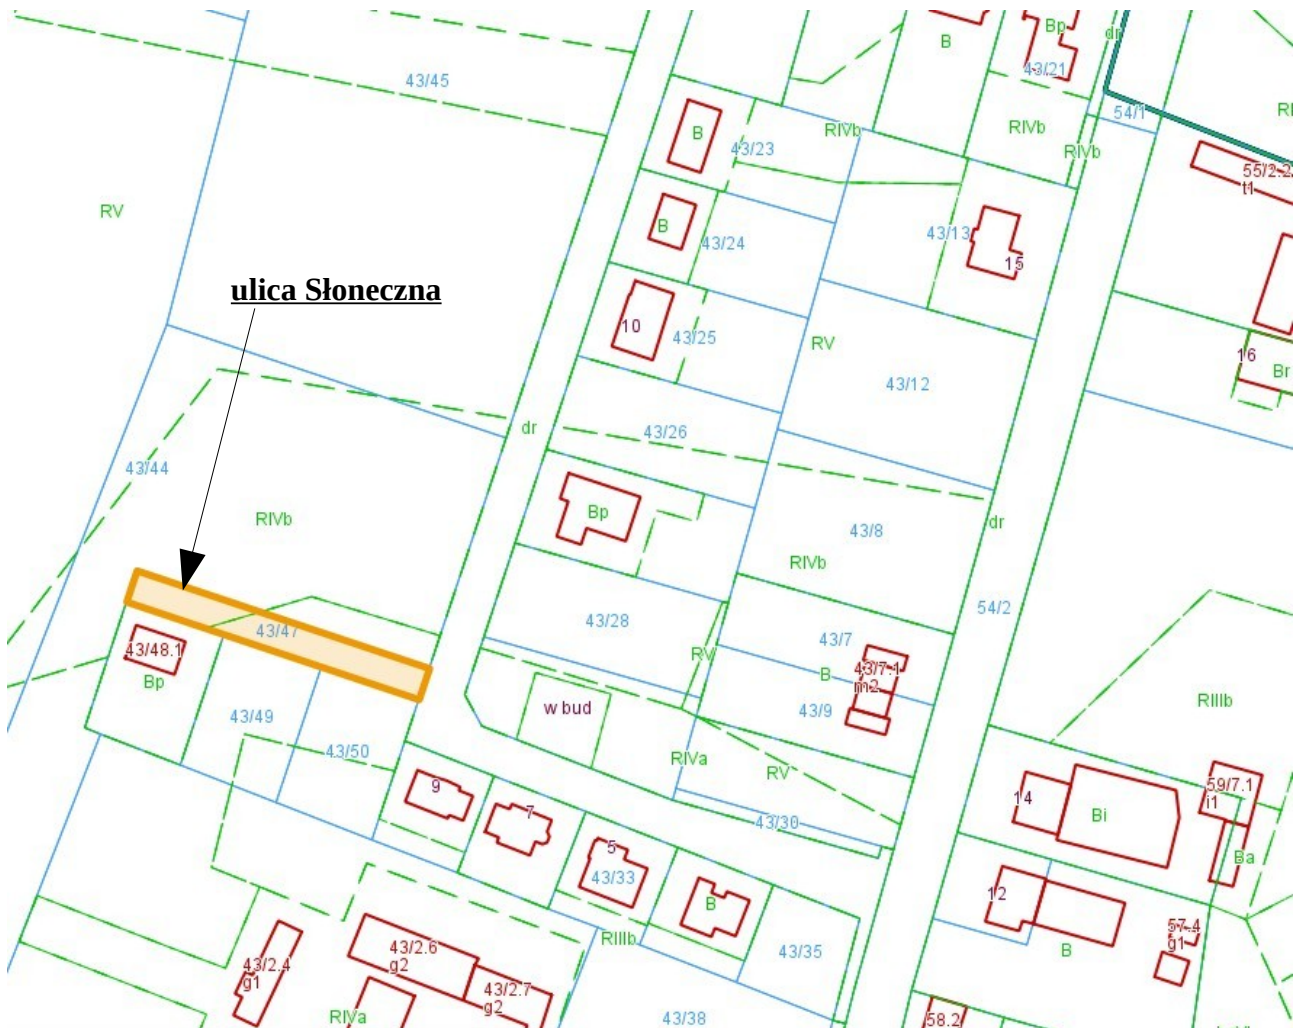 B
Bp
dr
43/21
43/45
54/1
RIVb
RIVb
B
43/23
RIVb
55/2.2
t1
RV
B
43/24
43/13
15
ulica Słoneczna
10
43/25
RV
16
Br
43/12
dr
43/26
43/44
RIVb
Bp
dr
43/8
RIVb
54/2
43/28
43/47
43/7
43/48.1
Bp
RV
B
43/7.1
m2
43/9
RIIIb
w bud
43/49
43/50
RIVa
RV
9
7
14
59/7.1
i1
Bi
43/30
5
43/33
Ba
12
B
B
57.4
g1
RIIIb
43/35
43/2.4
g1
43/2.6
g2
43/2.7
g2
RIVa
43/38
58.2